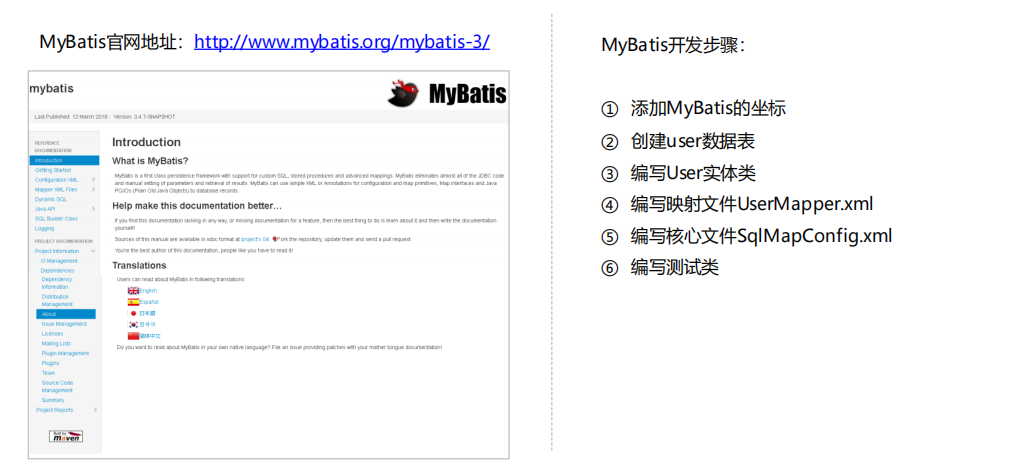 MyBatis官网地址：http://www.mybatis.org/mybatis-3/
mybatis
MyBatis
Last Published: 12 March 2018 | Version: 3.4.7-SNAPSHOT
REFERENCE
DOCUMENTATION
Introduction
Getting Started
Configuration XML
Mapper XML Files
Dynamic SQL
Java API
SQL Builder Class
Logging
PROJECT DOCUMENTATION
Project Information
CI Management
Dependencies
Dependency
Information
Distribution
Management
About
Issue Management
Licenses
Mailing Lists
Plugin Management
Plugins
Team
Source Code
Management
Summary
Project Reports
Built by
maven
Introduction
What is MyBatis?
MyBatis is a first class persistence framework with support for custom SQL, stored procedures and advanced mappings. MyBatis eliminates almost all of the JDBC code
and manual setting of parameters and retrieval of results. MyBatis can use simple XML or Annotations for configuration and map primitives, Map interfaces and Java
POJOs (Plain Old Java Objects) to database records.
Help make this documentation better…
If you find this documentation lacking in any way, or missing documentation for a feature, then the best thing to do is learn about it and then write the documentation
yourself!
Sources of this manual are available in xdoc format at project's Git Fork the repository, update them and send a pull request.
You're the best author of this documentation, people like you have to read it!
Translations
Users can read about MyBatis in following translations:
English
Español
日本語
한국어
简体中文
Do you want to read about MyBatis in your own native language? File an issue providing patches with your mother tongue documentation!
MyBatis开发步骤：
① 添加MyBatis的坐标
② 创建user数据表
③ 编写User实体类
④ 编写映射文件UserMapper.xml
⑤ 编写核心文件SqlMapConfig.xml
⑥ 编写测试类